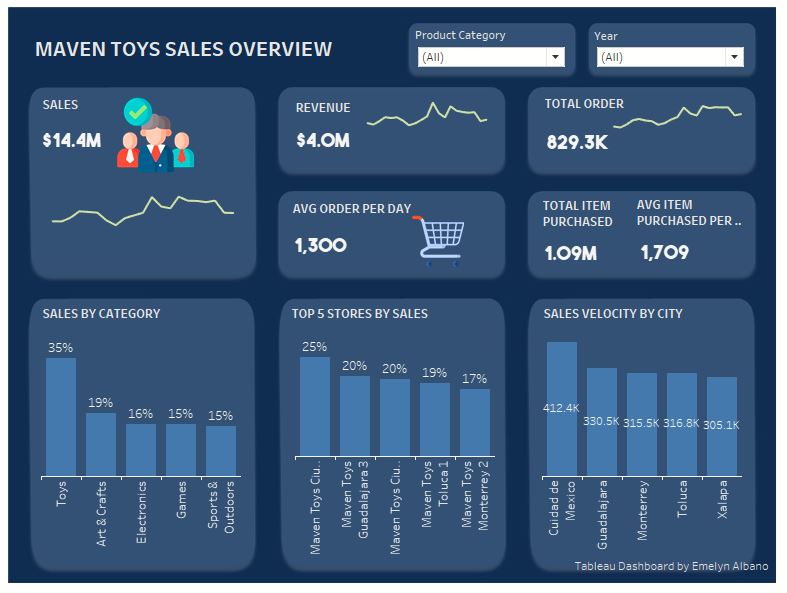 MAVEN TOYS SALES OVERVIEW
Product Category
(All)
Year
(All)
SALES
$14.4M
REVENUE
$4.0M
TOTAL ORDER
829.3K
AVG ORDER PER DAY
1,300
TOTAL ITEM
PURCHASED
1.09M
AVG ITEM
PURCHASED PER ..
1,709
SALES BY CATEGORY
35%
19%
16%
15%
15%
Toys
Art & Crafts
Electronics
Games
Sports &
Outdoors
TOP 5 STORES BY SALES
25%
20%
20%
19%
17%
Maven Toys Ciu..
Maven Toys
Guadalajara 3
Maven Toys Ciu..
Maven Toys
Toluca 1
Maven Toys
Monterrey 2
SALES VELOCITY BY CITY
412.4K
330.5K
315.5K
316.8K
305.1K
Cuidad de
Mexico
Guadalajara
Monterrey
Toluca
Xalapa
Tableau Dashboard by Emelyn Albano